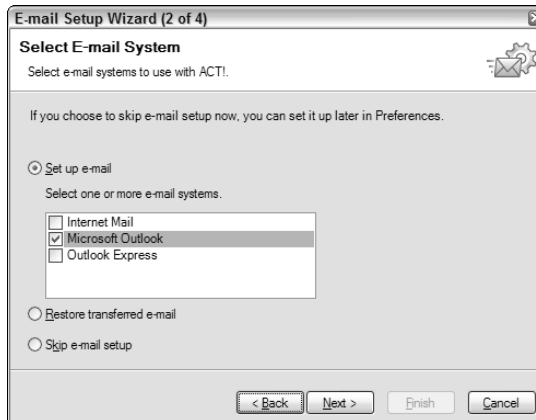 E-mail Setup Wizard (2 of 4)
Select E-mail System
Select e-mail systems to use with ACT!.
If you choose to skip e-mail setup now, you can set it up later in Preferences.
Set up e-mail
Select one or more e-mail systems.
Internet Mail
Microsoft Outlook
Outlook Express
Restore transferred e-mail
Skip e-mail setup
< Back Next > Finish Cancel